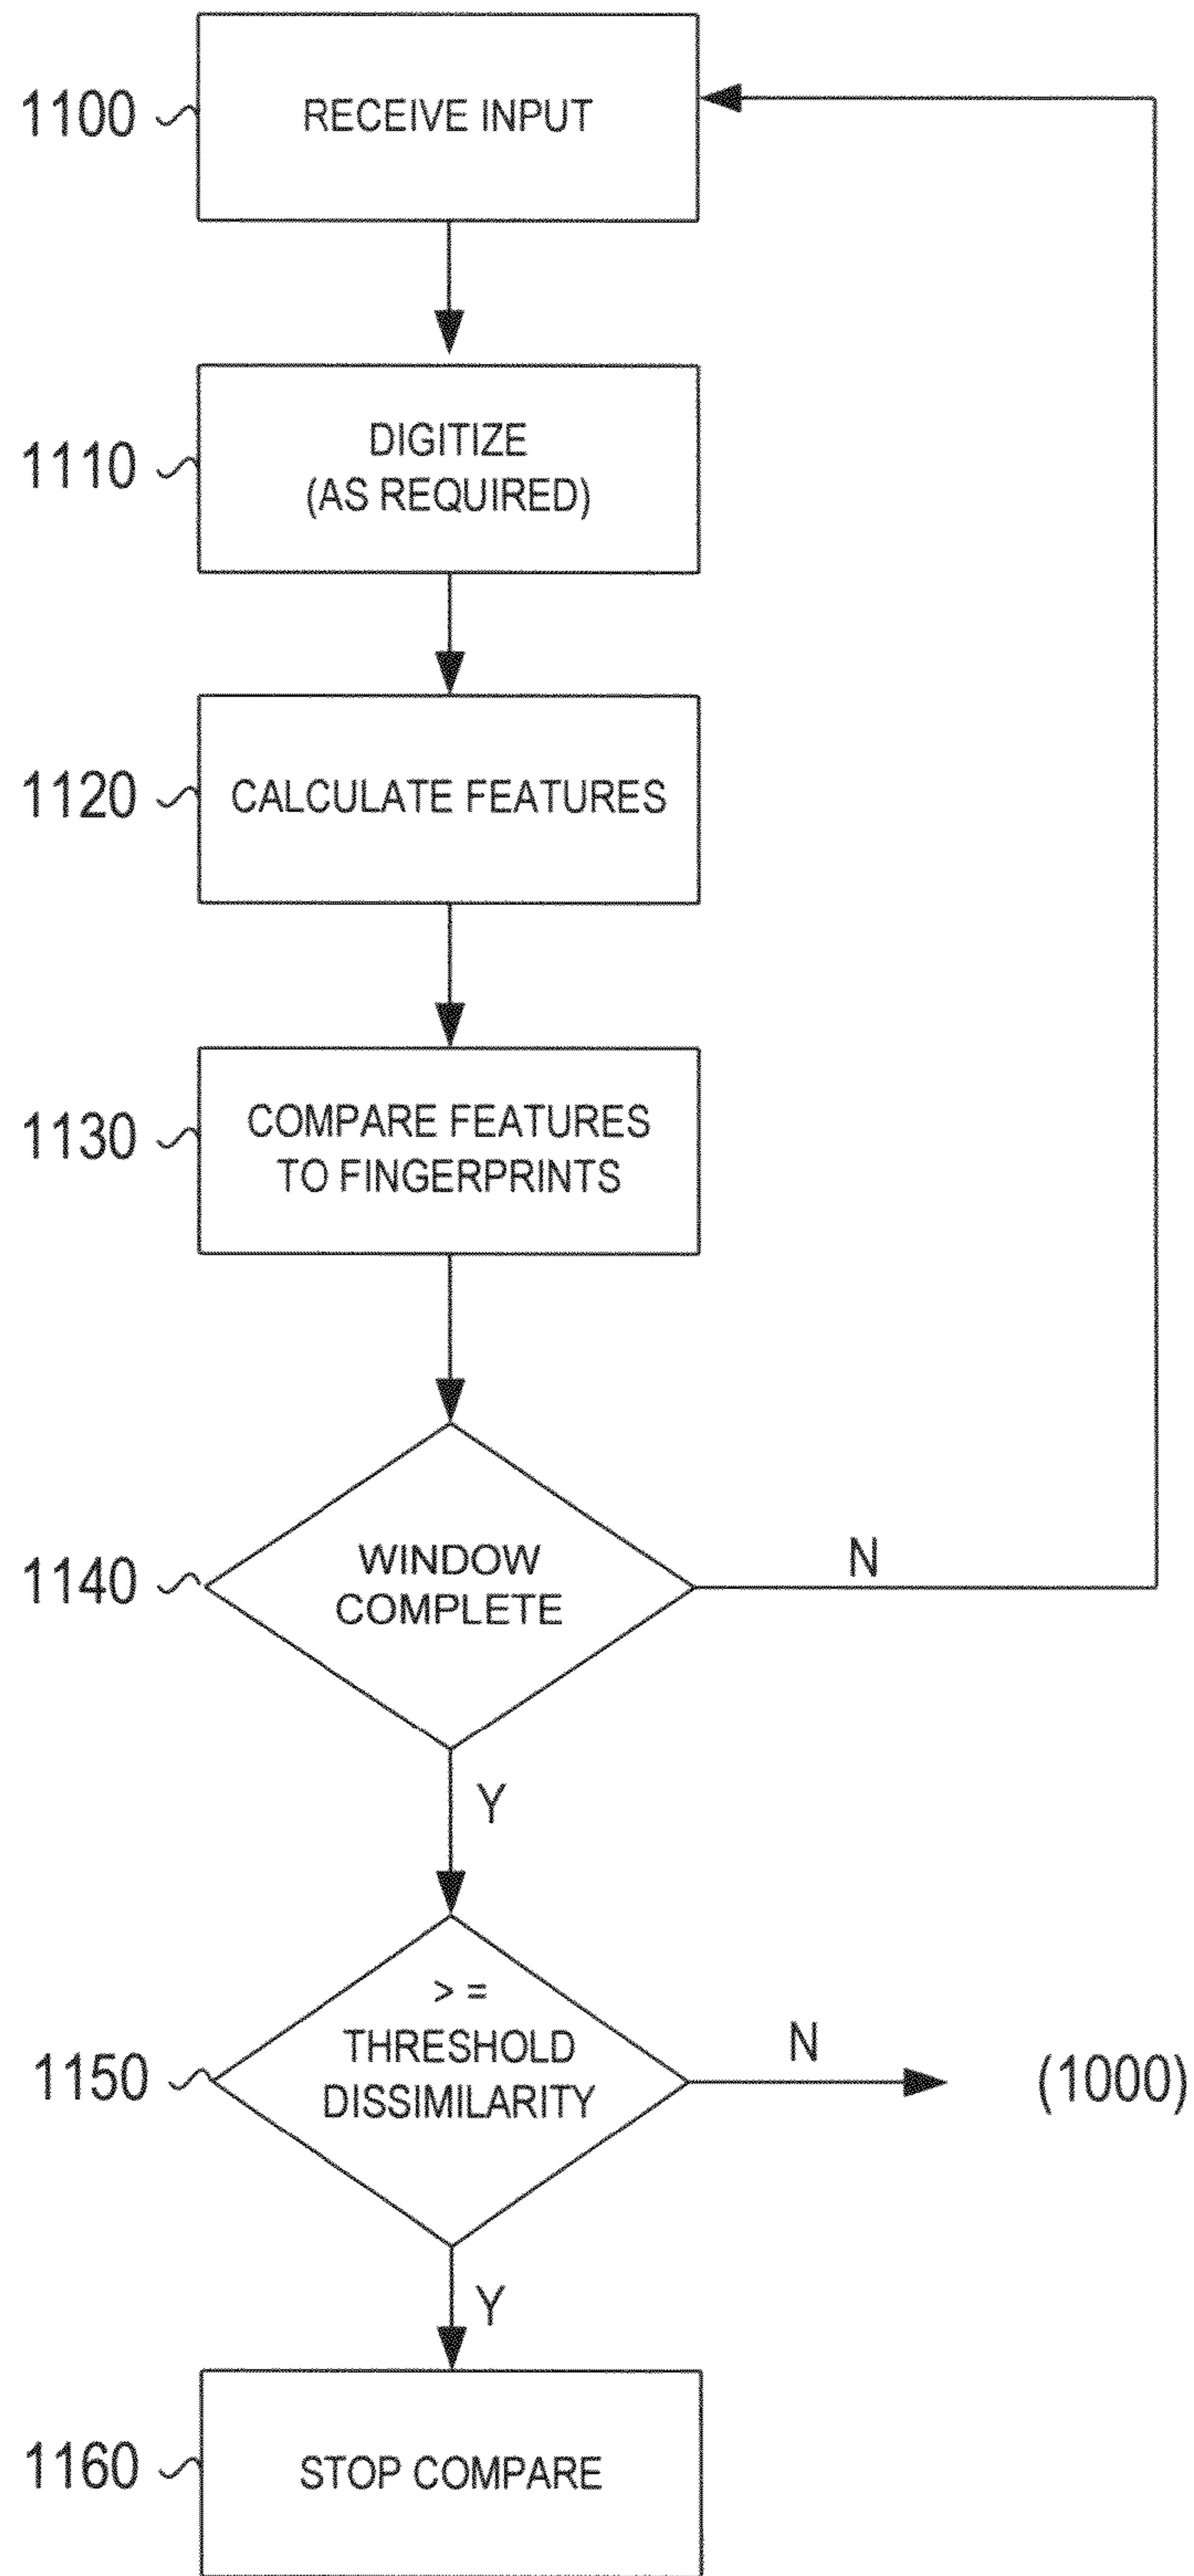 1100
RECEIVE INPUT
1110
DIGITIZE
(AS REQUIRED)
1120
CALCULATE FEATURES
1130
COMPARE FEATURES
TO FINGERPRINTS
1140
WINDOW
COMPLETE
N
Y
1150
> =
THRESHOLD
DISSIMILARITY
N
(1000)
Y
1160
STOP COMPARE